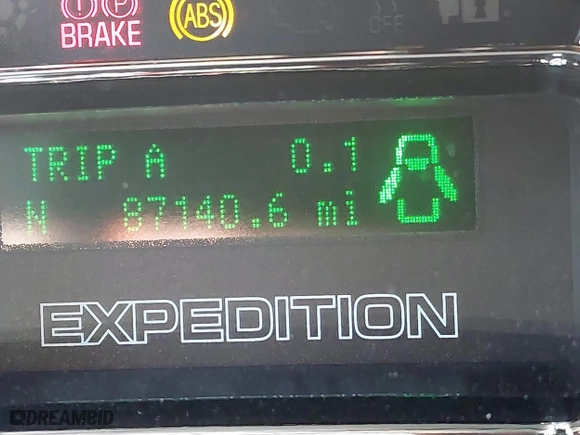 P
BRAKE
ABS
OFF
TRIP A 0.1
N 87140.6 mi
EXPEDITION
DREAMBID